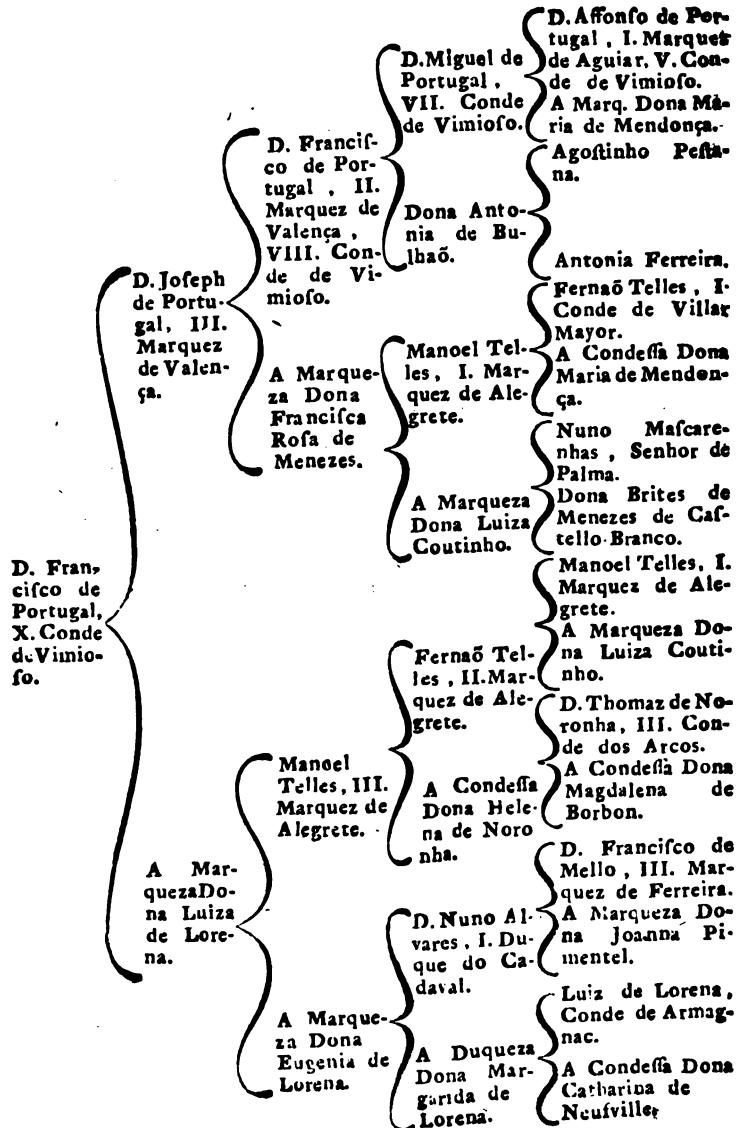 D. Franciſ-
co de Por-
tugal , II.
Marquez de
Valença ,
VIII. Con-
de de Vi-
mioſo.
D. Miguel de
Portugal ,
VII. Conde
de Vimioſo.
D. Affonſo de Por-
tugal , I. Marquez
de Aguiar, V. Con-
de de Vimioſo.
A Marq. Dona Ma-
ria de Mendonça.
Dona Anto-
nia de Bu-
lhaõ.
Agoſtinho Peſta-
na.
Antonia Ferreira.
D. Joſeph
de Portu-
gal, III.
Marquez
de Valen-
ça.
A Marque-
za Dona
Franciſca
Roſa de
Menezes.
Manoel Tel-
les, I. Mar-
quez de Ale-
grete.
Fernaõ Telles , I.
Conde de Villar
Mayor.
A Condeſſa Dona
Maria de Mendon-
ça.
A Marqueza
Dona Luiza
Coutinho.
Nuno Maſcare-
nhas , Senhor de
Palma.
Dona Brites de
Menezes de Caſ-
tello-Branco.
D. Fran-
ciſco de
Portugal,
X. Conde
de Vimio-
ſo.
Manoel
Telles, III.
Marquez de
Alegrete.
Fernaõ Tel-
les , II. Mar-
quez de Ale-
grete.
Manoel Telles, I.
Marquez de Ale-
grete.
A Marqueza Do-
na Luiza Couti-
nho.
A Condeſſa
Dona Hele-
na de Noro
nha.
D. Thomaz de No-
ronha, III. Con-
de dos Arcos.
A Condeſſa Dona
Magdalena de
Borbon.
A Mar-
queza Do-
na Luiza
de Lore-
na.
A Marque-
za Dona
Eugenia de
Lorena.
D. Nuno Al-
vares , I. Du-
que do Ca-
daval.
D. Franciſco de
Mello , III. Mar-
quez de Ferreira.
A Marqueza Do-
na Joanna Pi-
mentel.
A Duqueza
Dona Mar-
garida de
Lorena.
Luiz de Lorena,
Conde de Armag-
nac.
A Condeſſa Dona
Catharina de
Neufville